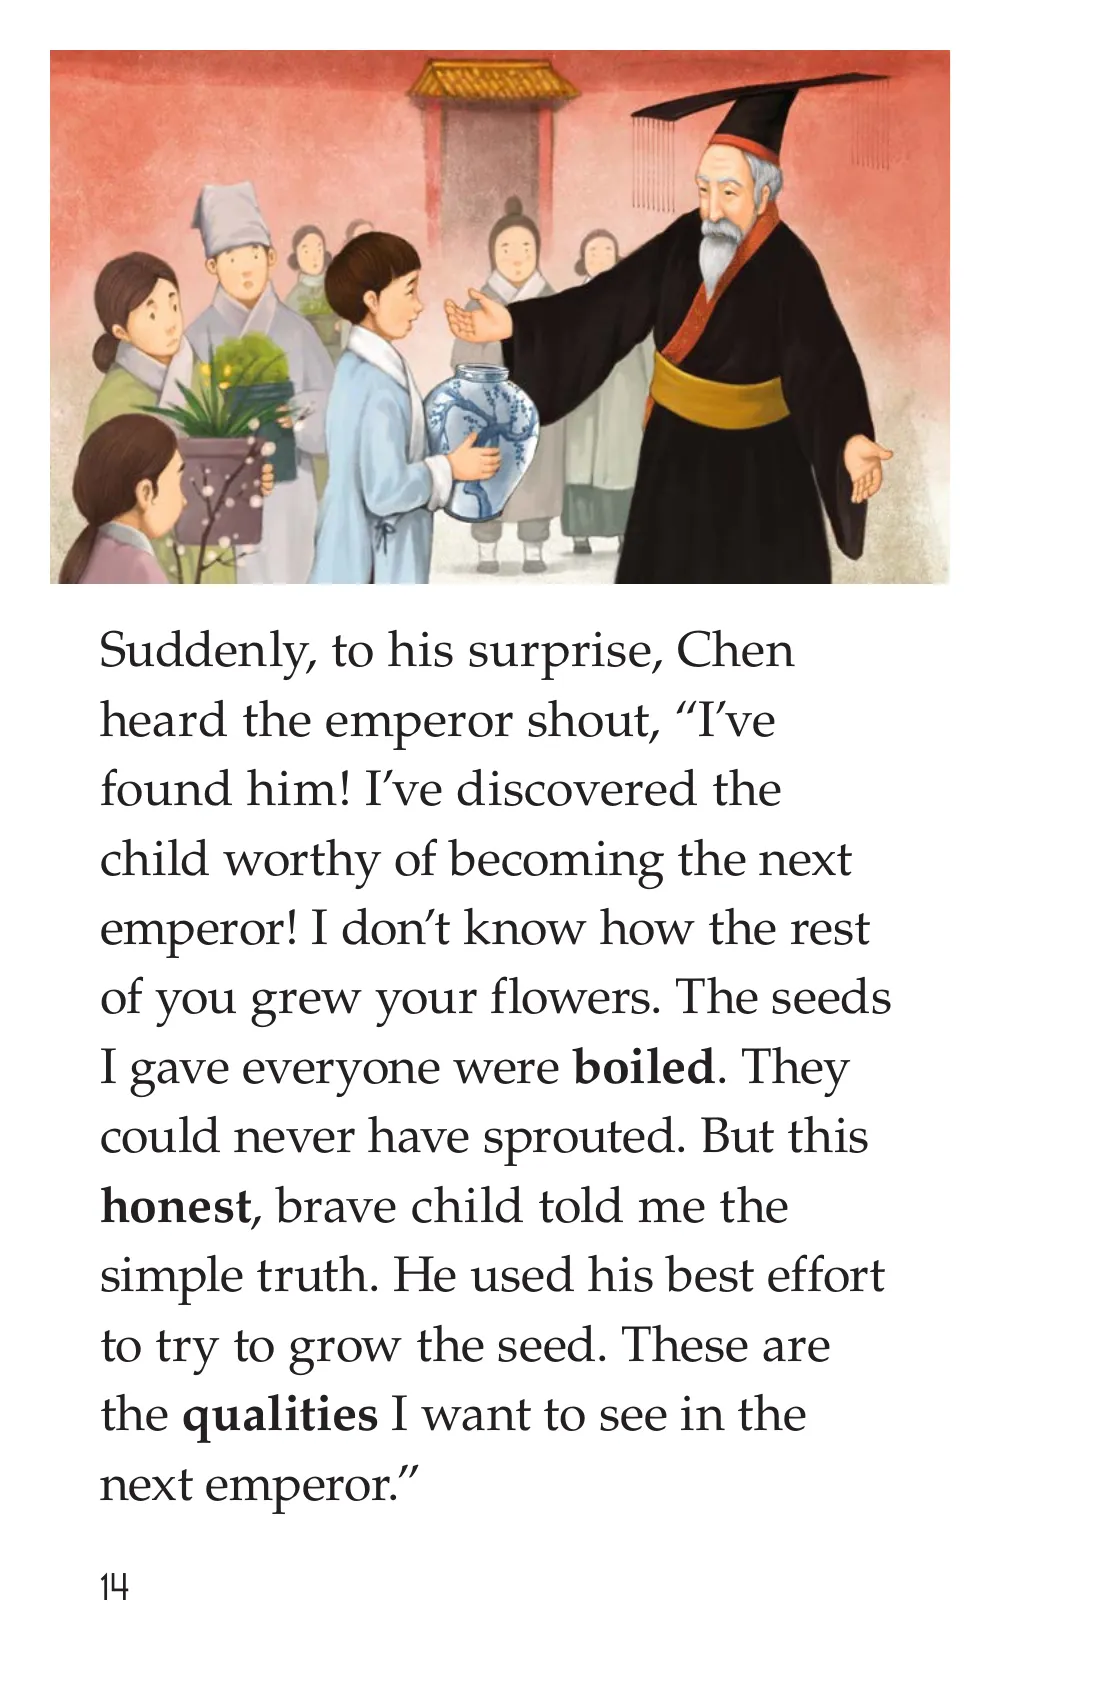 Suddenly, to his surprise, Chen
heard the emperor shout, “I’ve
found him! I’ve discovered the
child worthy of becoming the next
emperor! I don’t know how the rest
of you grew your flowers. The seeds
I gave everyone were boiled. They
could never have sprouted. But this
honest, brave child told me the
simple truth. He used his best effort
to try to grow the seed. These are
the qualities I want to see in the
next emperor.”
14